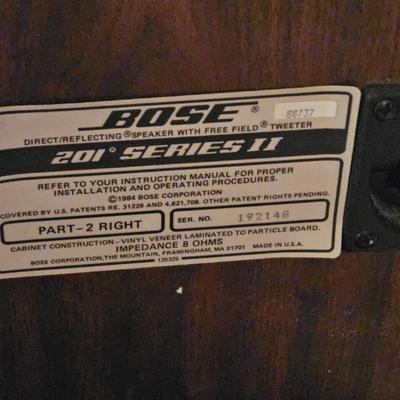 BOSE® 88737
DIRECT/REFLECTING® SPEAKER WITH FREE FIELD® TWEETER
201® SERIES II
REFER TO YOUR INSTRUCTION MANUAL FOR PROPER
INSTALLATION AND OPERATING PROCEDURES.
©1984 BOSE CORPORATION
COVERED BY U.S. PATENTS RE. 31228 AND 4,621,709. OTHER PATENT RIGHTS PENDING.
PART-2 RIGHT SER. NO. 192148
CABINET CONSTRUCTION-VINYL VENEER LAMINATED TO PARTICLE BOARD.
IMPEDANCE 8 OHMS
BOSE CORPORATION, THE MOUNTAIN, FRAMINGHAM, MA 01701 MADE IN U.S.A.
125325